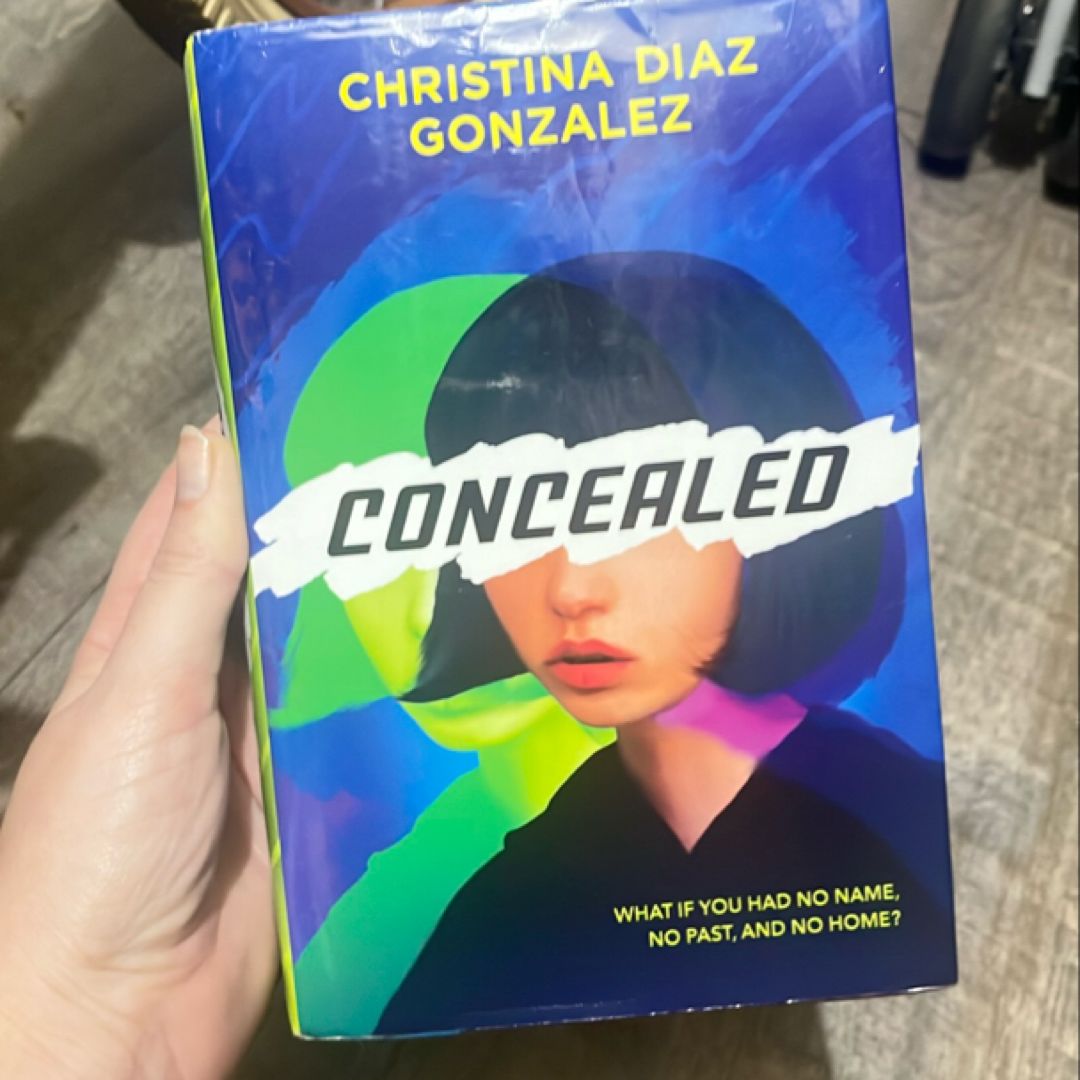 CHRISTINA DIAZ
GONZALEZ
CONCEALED
WHAT IF YOU HAD NO NAME,
NO PAST, AND NO HOME?